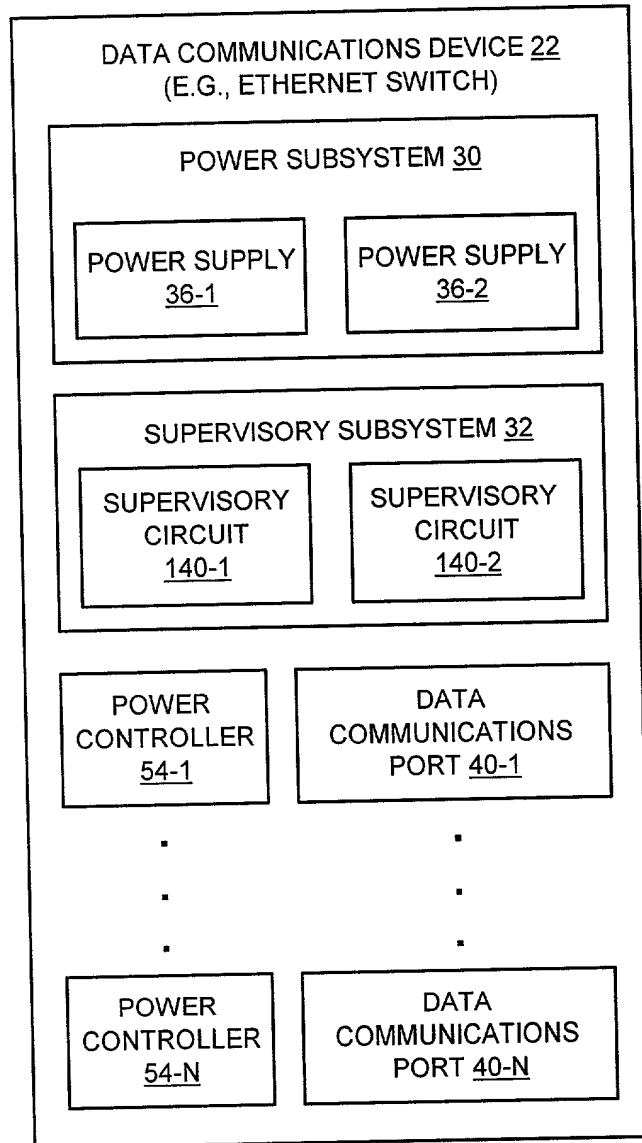 DATA COMMUNICATIONS DEVICE 22
(E.G., ETHERNET SWITCH)
POWER SUBSYSTEM 30
POWER SUPPLY
36-1
POWER SUPPLY
36-2
SUPERVISORY SUBSYSTEM 32
SUPERVISORY
CIRCUIT
140-1
SUPERVISORY
CIRCUIT
140-2
POWER
CONTROLLER
54-1
DATA
COMMUNICATIONS
PORT 40-1
POWER
CONTROLLER
54-N
DATA
COMMUNICATIONS
PORT 40-N